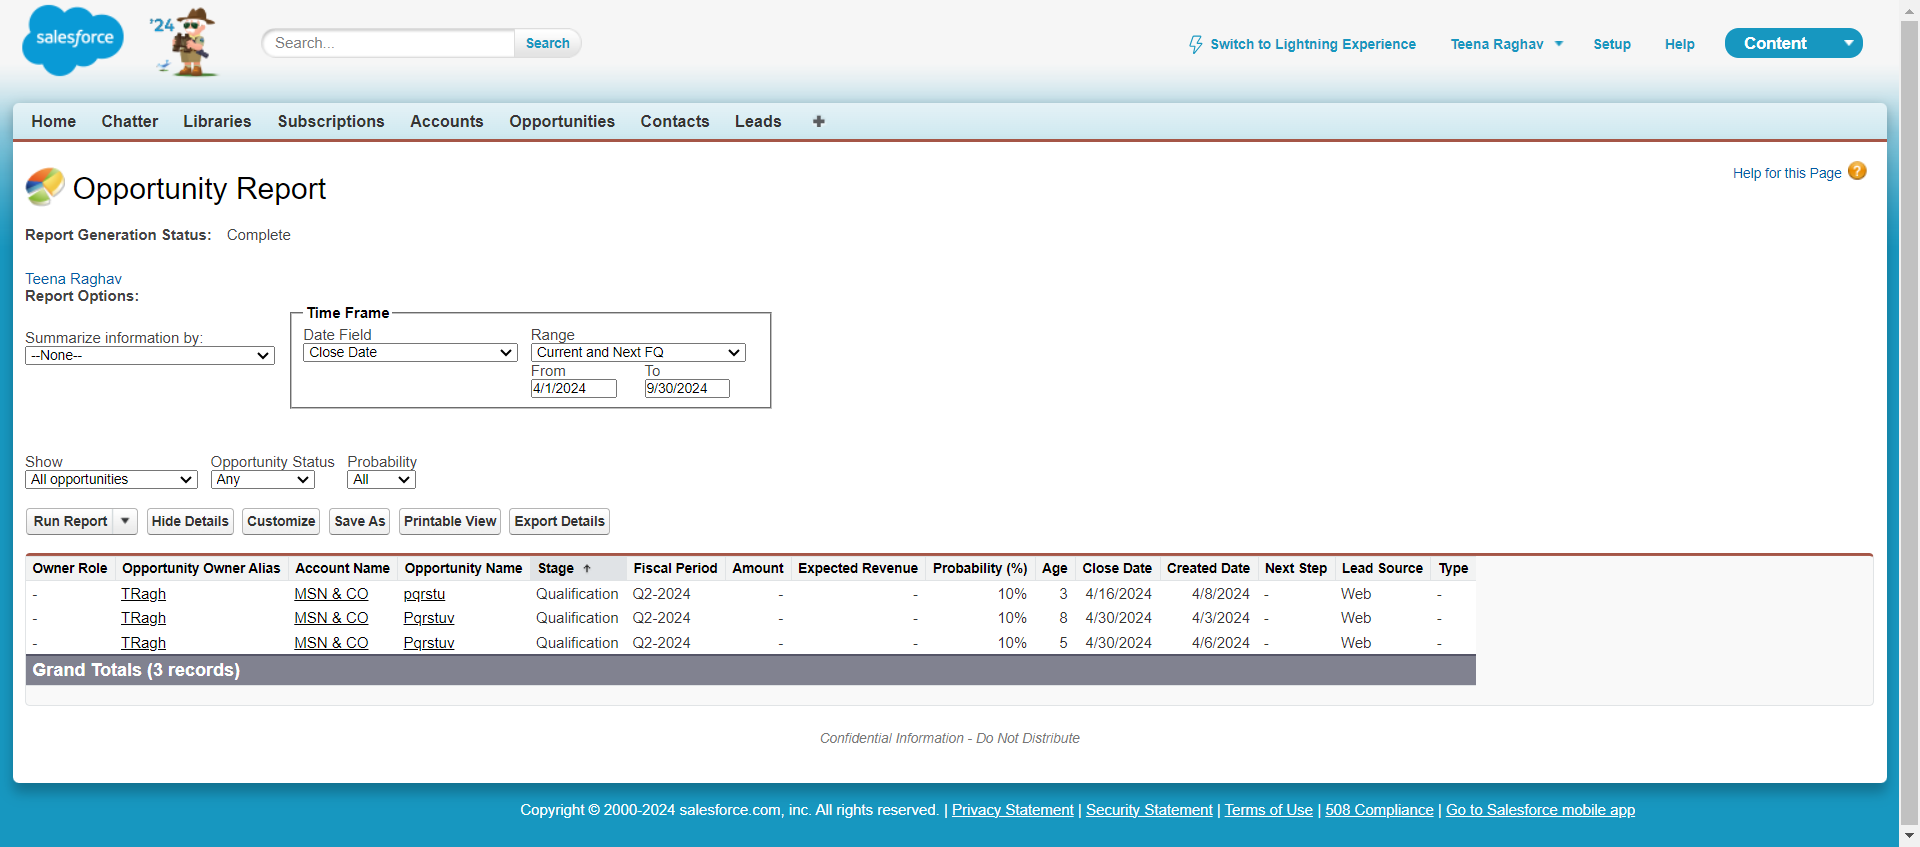 salesforce
'24
Search...
Search
Switch to Lightning Experience
Teena Raghav
Setup
Help
Content
Home Chatter Libraries Subscriptions Accounts Opportunities Contacts Leads
Opportunity Report
Help for this Page ?
Report Generation Status: Complete
Teena Raghav
Report Options:
Summarize information by:
--None--
Time Frame
Date Field Range
Close Date Current and Next FQ
From To
4/1/2024 9/30/2024
Show Opportunity Status Probability
All opportunities Any All
Run Report Hide Details Customize Save As Printable View Export Details
Owner Role Opportunity Owner Alias Account Name Opportunity Name Stage ↑ Fiscal Period Amount Expected Revenue Probability (%) Age Close Date Created Date Next Step Lead Source Type
- TRagh MSN & CO pqrstu Qualification Q2-2024 - - 10% 3 4/16/2024 4/8/2024 - Web -
- TRagh MSN & CO Pqrstuv Qualification Q2-2024 - - 10% 8 4/30/2024 4/3/2024 - Web -
- TRagh MSN & CO Pqrstuv Qualification Q2-2024 - - 10% 5 4/30/2024 4/6/2024 - Web -
Grand Totals (3 records)
Confidential Information - Do Not Distribute
Copyright © 2000-2024 salesforce.com, inc. All rights reserved. | Privacy Statement | Security Statement | Terms of Use | 508 Compliance | Go to Salesforce mobile app